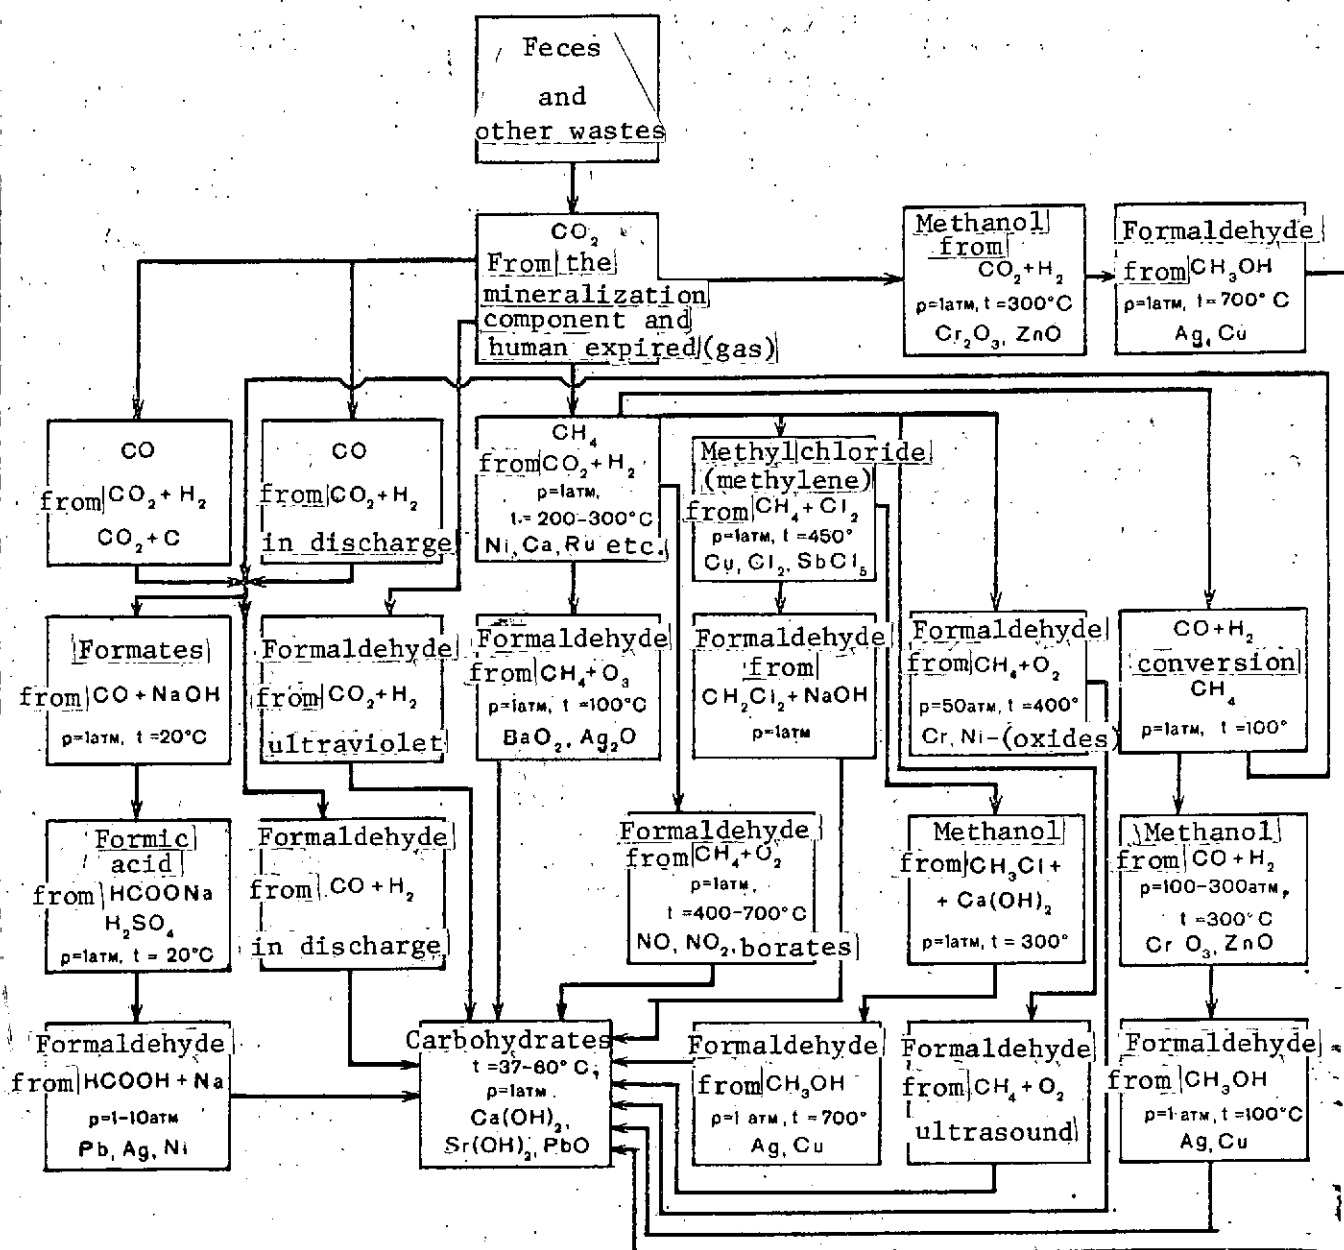 Feces
and
other wastes
CO₂
From the
mineralization
component and
human expired (gas)
Methanol
from
CO₂+H₂
p=1атм, t=300°C
Cr₂O₃, ZnO
Formaldehyde
from CH₃OH
p=1атм, t=700°C
Ag, Cu
CO
from CO₂+H₂
CO₂+C
CO
from CO₂+H₂
in discharge
CH₄
from CO₂+H₂
p=1атм,
t.=200-300°C
Ni, Ca, Ru etc.
Methyl chloride
(methylene)
from CH₄+Cl₂
p=1атм, t=450°
Cu, Cl₂, SbCl₅
Formates
from CO+NaOH
p=1атм, t=20°C
Formaldehyde
from CO₂+H₂
ultraviolet
Formaldehyde
from CH₄+O₃
p=1атм, t=100°C
BaO₂, Ag₂O
Formaldehyde
from
CH₂Cl₂+NaOH
p=1атм
Formaldehyde
from CH₄+O₂
p=50атм, t=400°
Cr, Ni-(oxides)
CO+H₂
conversion
CH₄
p=1атм, t=100°
Formic
acid
from HCOONa
H₂SO₄
p=1атм, t=20°C
Formaldehyde
from CO+H₂
in discharge
Formaldehyde
from CH₄+O₂
p=1атм,
t=400-700°C
NO, NO₂, borates
Methanol
from CH₃Cl+
+Ca(OH)₂
p=1атм, t=300°
Methanol
from CO+H₂
p=100-300атм,
t=300°C
Cr O₃, ZnO
Formaldehyde
from HCOOH+Na
p=1-10атм
Pb, Ag, Ni
Carbohydrates
t=37-60°C,
p=1атм.
Ca(OH)₂,
Sr(OH)₂, PbO
Formaldehyde
from CH₃OH
p=1 атм, t=700°
Ag, Cu
Formaldehyde
from CH₄+O₂
ultrasound
Formaldehyde
from CH₃OH
p=1 атм, t=100°C
Ag, Cu